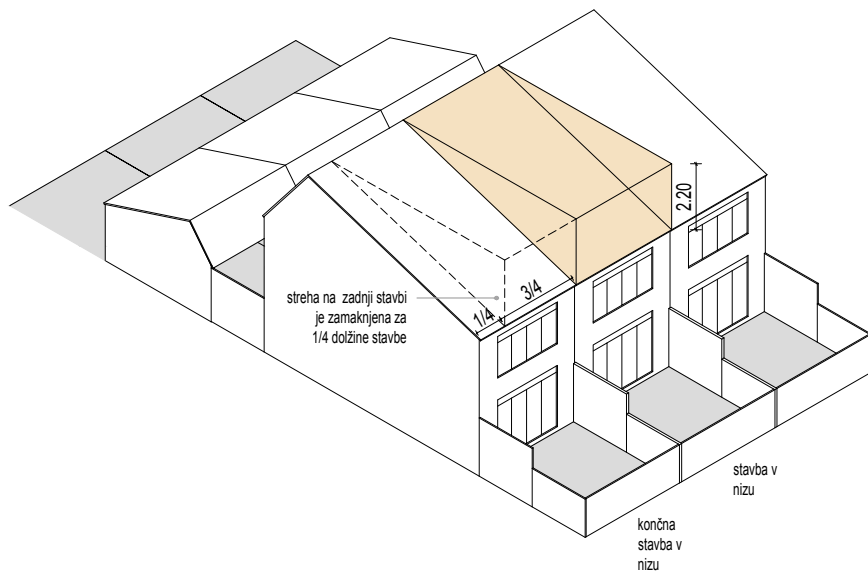 2.20
3/4
1/4
streha na zadnji stavbi
je zamaknjena za
1/4 dolžine stavbe
stavba v
nizu
končna
stavba v
nizu